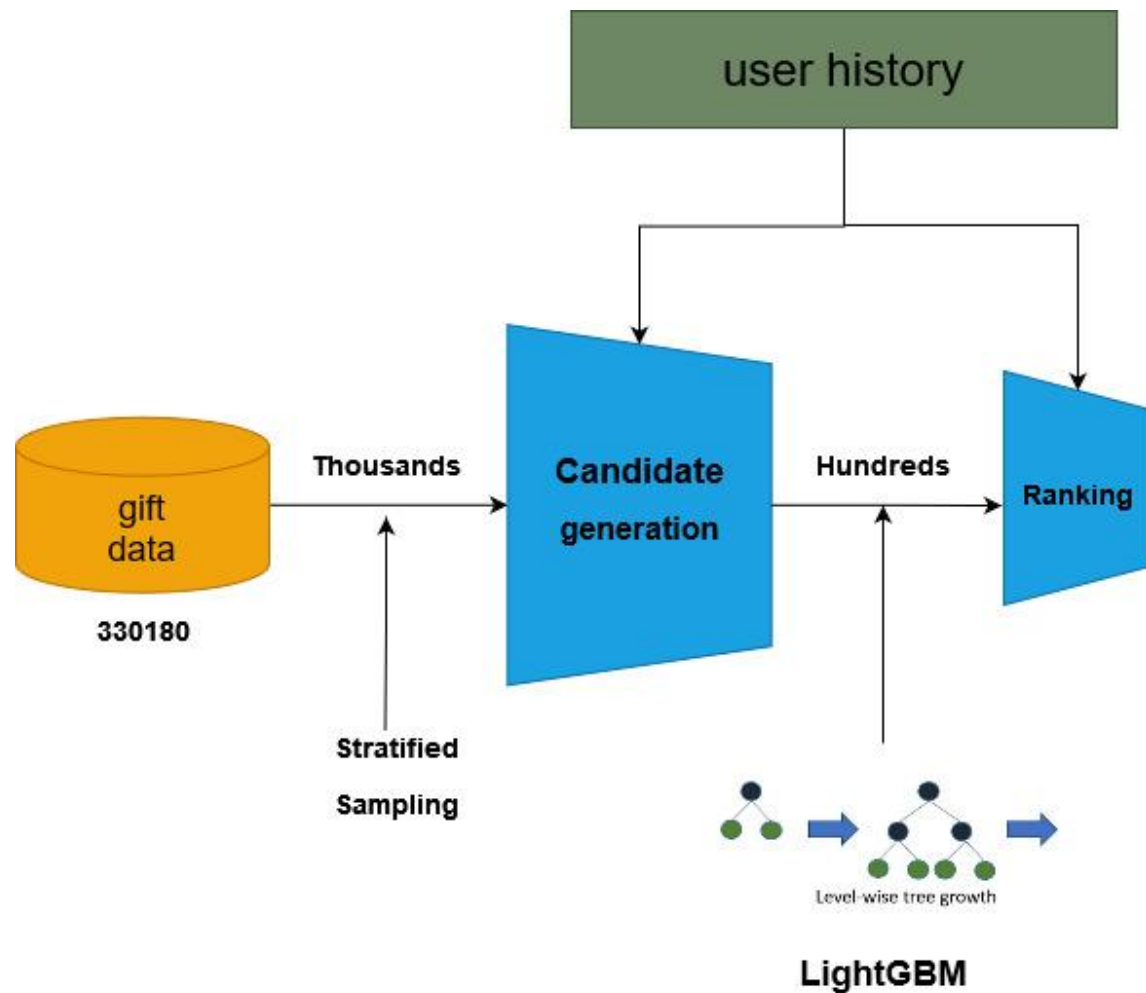 user history
gift
data
330180
Thousands
Stratified
Sampling
Candidate
generation
Hundreds
Ranking
Level-wise tree growth
LightGBM